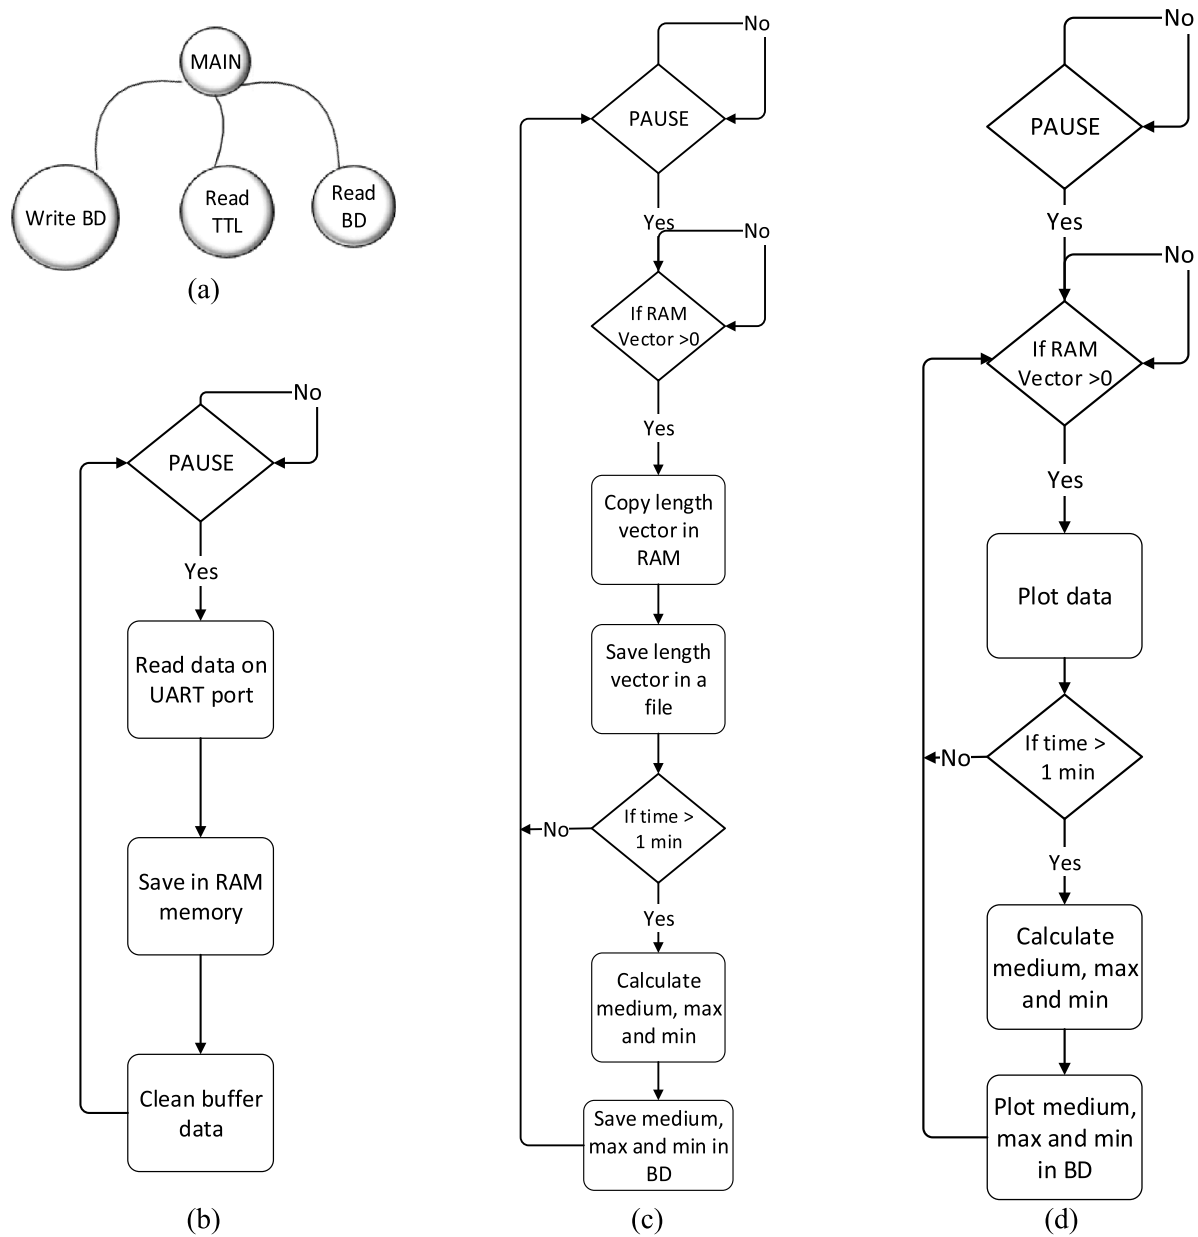 MAIN
Write BD
Read
TTL
Read
BD
(a)
No
PAUSE
Yes
Read data on
UART port
Save in RAM
memory
Clean buffer
data
(b)
No
PAUSE
Yes
No
If RAM
Vector >0
Yes
Copy length
vector in
RAM
Save length
vector in a
file
If time >
1 min
No
Yes
Calculate
medium, max
and min
Save medium,
max and min in
BD
(c)
No
PAUSE
Yes
No
If RAM
Vector >0
Yes
Plot data
If time >
1 min
No
Yes
Calculate
medium, max
and min
Plot medium,
max and min
in BD
(d)